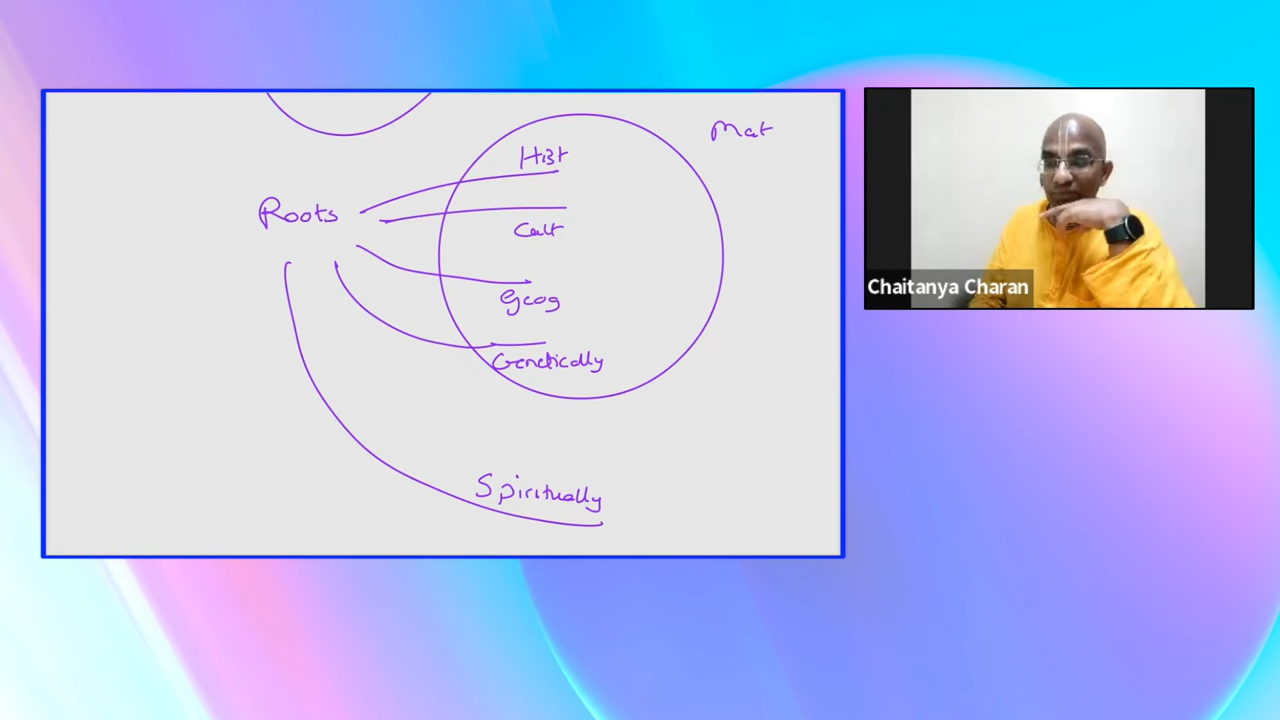 Mat
Hist
Roots
Cult
Geog
Genetically
Spiritually
Chaitanya Charan